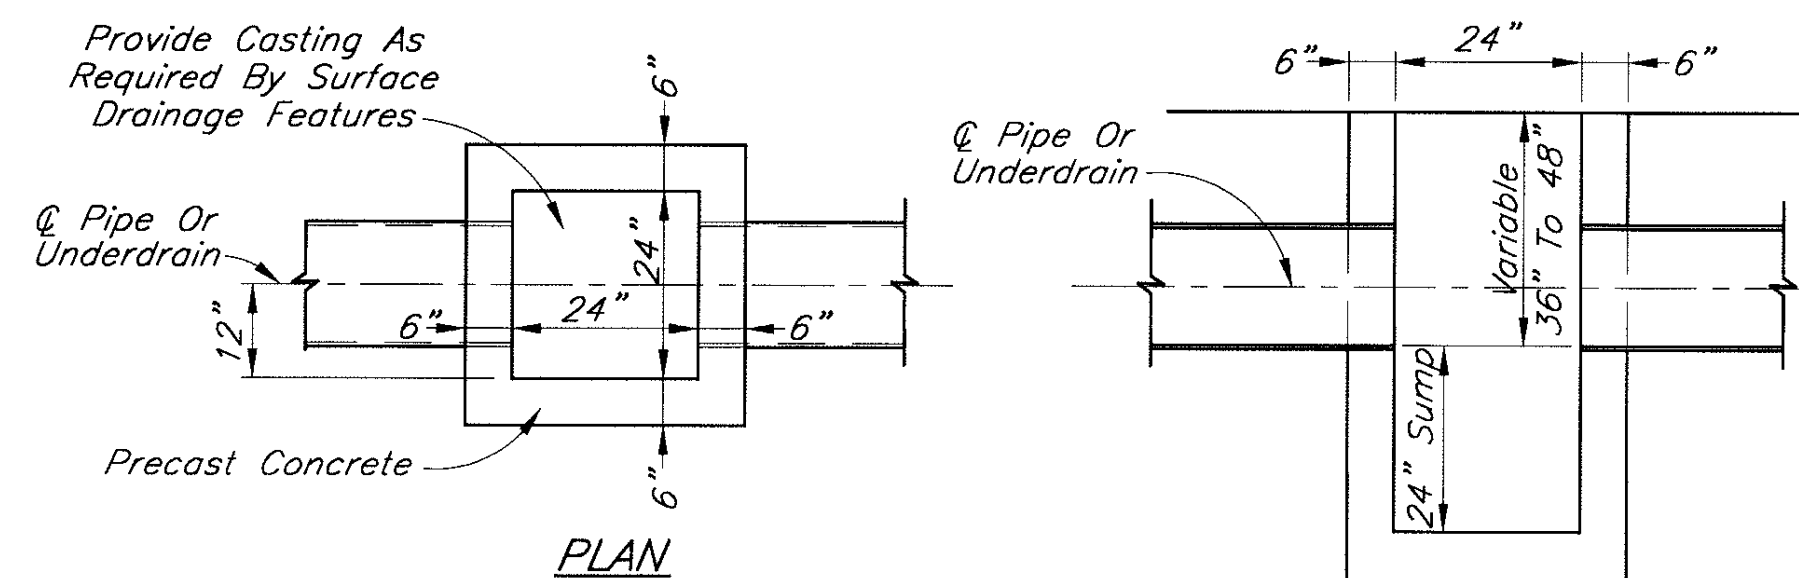 Provide Casting As
Required By Surface
Drainage Features
℄ Pipe Or
Underdrain
12"
6"
24"
6"
24"
6"
6"
Precast Concrete
PLAN
6"
24"
6"
℄ Pipe Or
Underdrain
Variable
36" To 48"
24" Sump